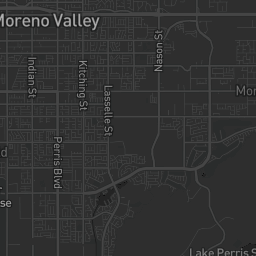 Moreno Valley
Nason St
Indian St
Kitching St
Lasselle St
Mor
Perris Blvd
d
se
Lake Perris S